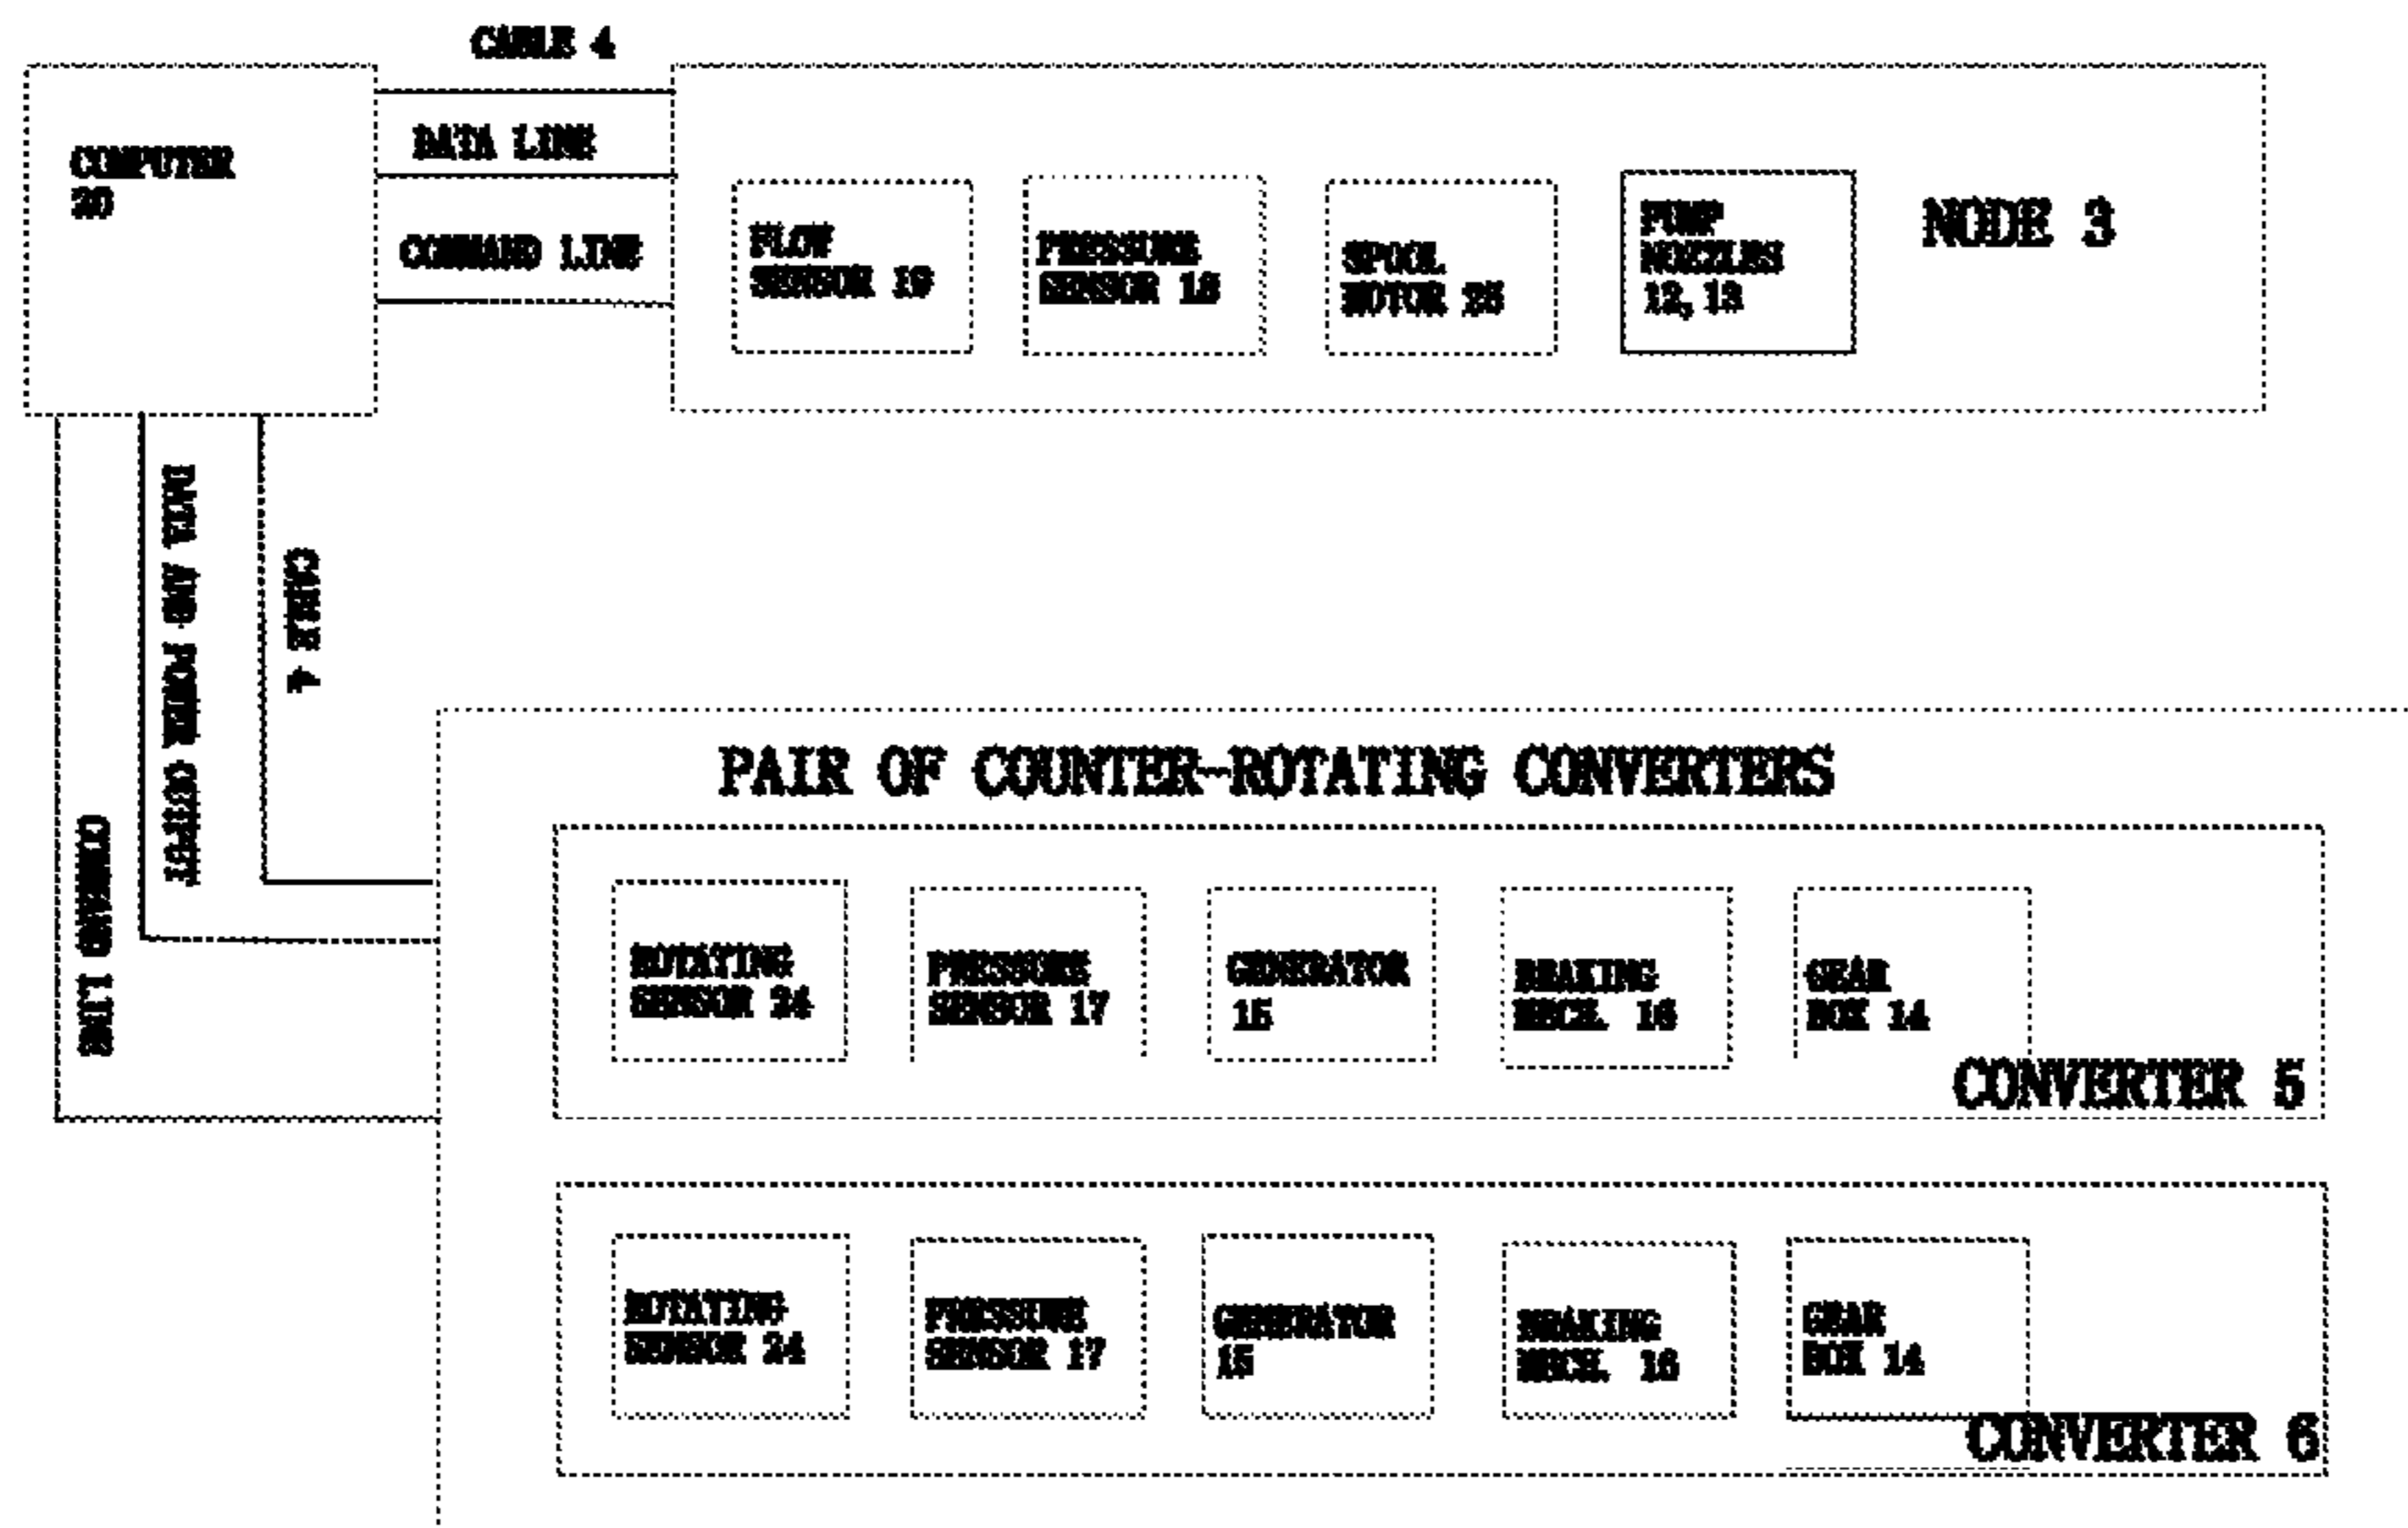 CABLE 4
COMPUTER
20
DATA LINE
COMMAND LINE
FLOW
SENSOR 19
PRESSURE
SENSOR 18
SPOOL
MOTOR 25
PUMP
NOZZLES
12, 13
NODE 3
DATA AND POWER OUTPUT
CABLE 4
COMMAND LINE
PAIR OF COUNTER-ROTATING CONVERTERS
ROTATING
SENSOR 24
PRESSURE
SENSOR 17
GENERATOR
15
BRAKING
MECH. 16
GEAR
BOX 14
CONVERTER 5
ROTATING
SENSOR 24
PRESSURE
SENSOR 17
GENERATOR
15
BRAKING
MECH. 16
GEAR
BOX 14
CONVERTER 6